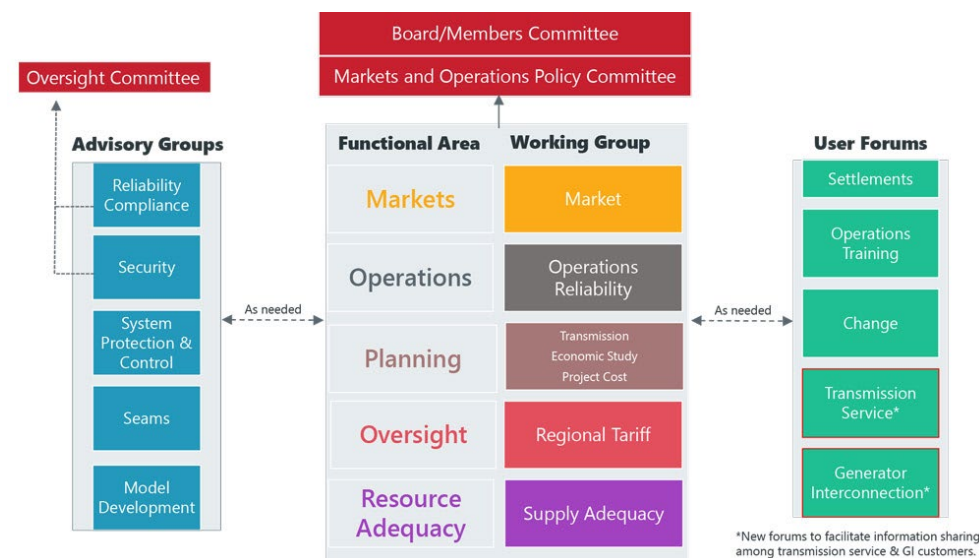 Board/Members Committee
Markets and Operations Policy Committee
Oversight Committee
Advisory Groups
Reliability
Compliance
Security
System
Protection &
Control
Seams
Model
Development
As needed
Functional Area
Working Group
Markets
Market
Operations
Operations
Reliability
Planning
Transmission
Economic Study
Project Cost
Oversight
Regional Tariff
Resource
Adequacy
Supply Adequacy
As needed
User Forums
Settlements
Operations
Training
Change
Transmission
Service*
Generator
Interconnection*
*New forums to facilitate information sharing
among transmission service & GI customers.